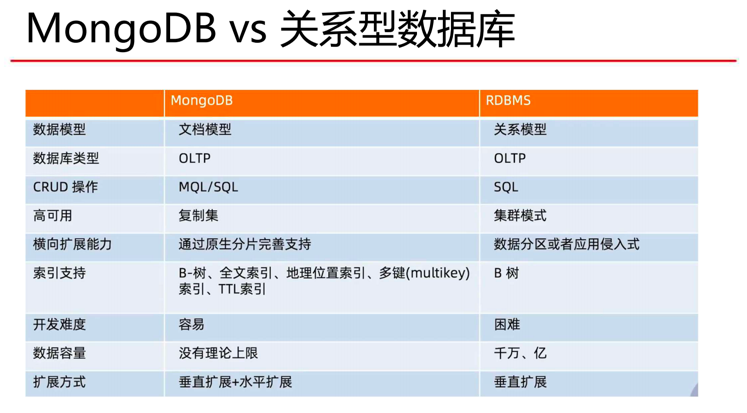 MongoDB vs 关系型数据库
MongoDB RDBMS
数据模型 文档模型 关系模型
数据库类型 OLTP OLTP
CRUD 操作 MQL/SQL SQL
高可用 复制集 集群模式
横向扩展能力 通过原生分片完善支持 数据分区或者应用侵入式
索引支持 B-树、全文索引、地理位置索引、多键(multikey) B 树
索引、TTL索引
开发难度 容易 困难
数据容量 没有理论上限 千万、亿
扩展方式 垂直扩展+水平扩展 垂直扩展